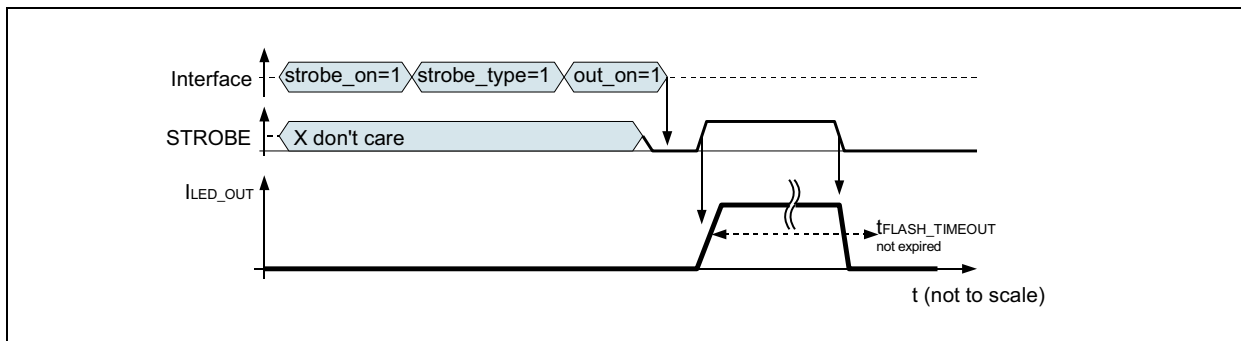 Interface
strobe_on=1 strobe_type=1 out_on=1
STROBE
X don't care
ILED_OUT
tFLASH_TIMEOUT
not expired
t (not to scale)